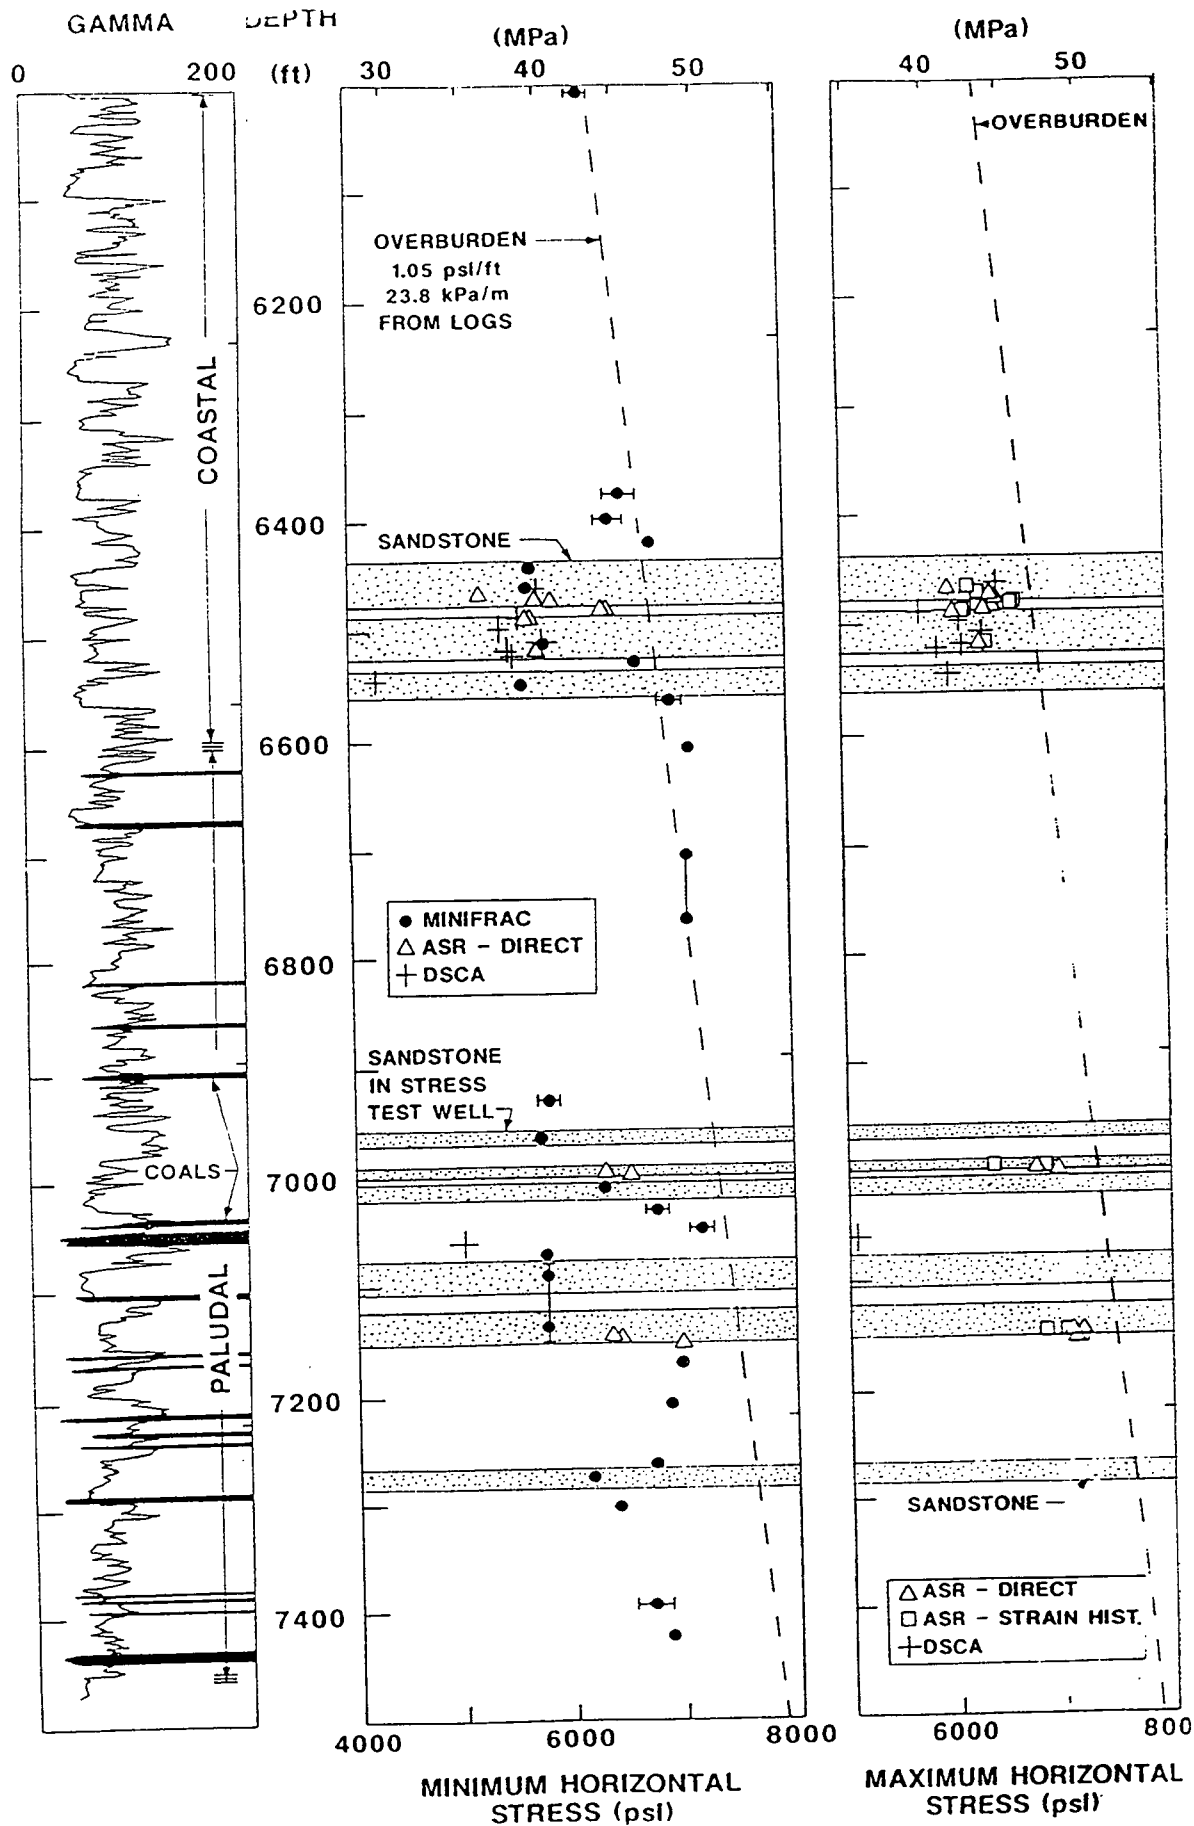 GAMMA
DEPTH
(MPa)
(MPa)
0
200
(ft)
30
40
50
40
50
OVERBURDEN
OVERBURDEN
1.05 psi/ft
23.8 kPa/m
FROM LOGS
6200
COASTAL
6400
SANDSTONE
6600
MINIFRAC
ASR - DIRECT
DSCA
6800
SANDSTONE
IN STRESS
TEST WELL
COALS
7000
PALUDAL
7200
SANDSTONE
ASR - DIRECT
ASR - STRAIN HIST.
DSCA
7400
4000
6000
8000
6000
800
MINIMUM HORIZONTAL
STRESS (psi)
MAXIMUM HORIZONTAL
STRESS (psi)